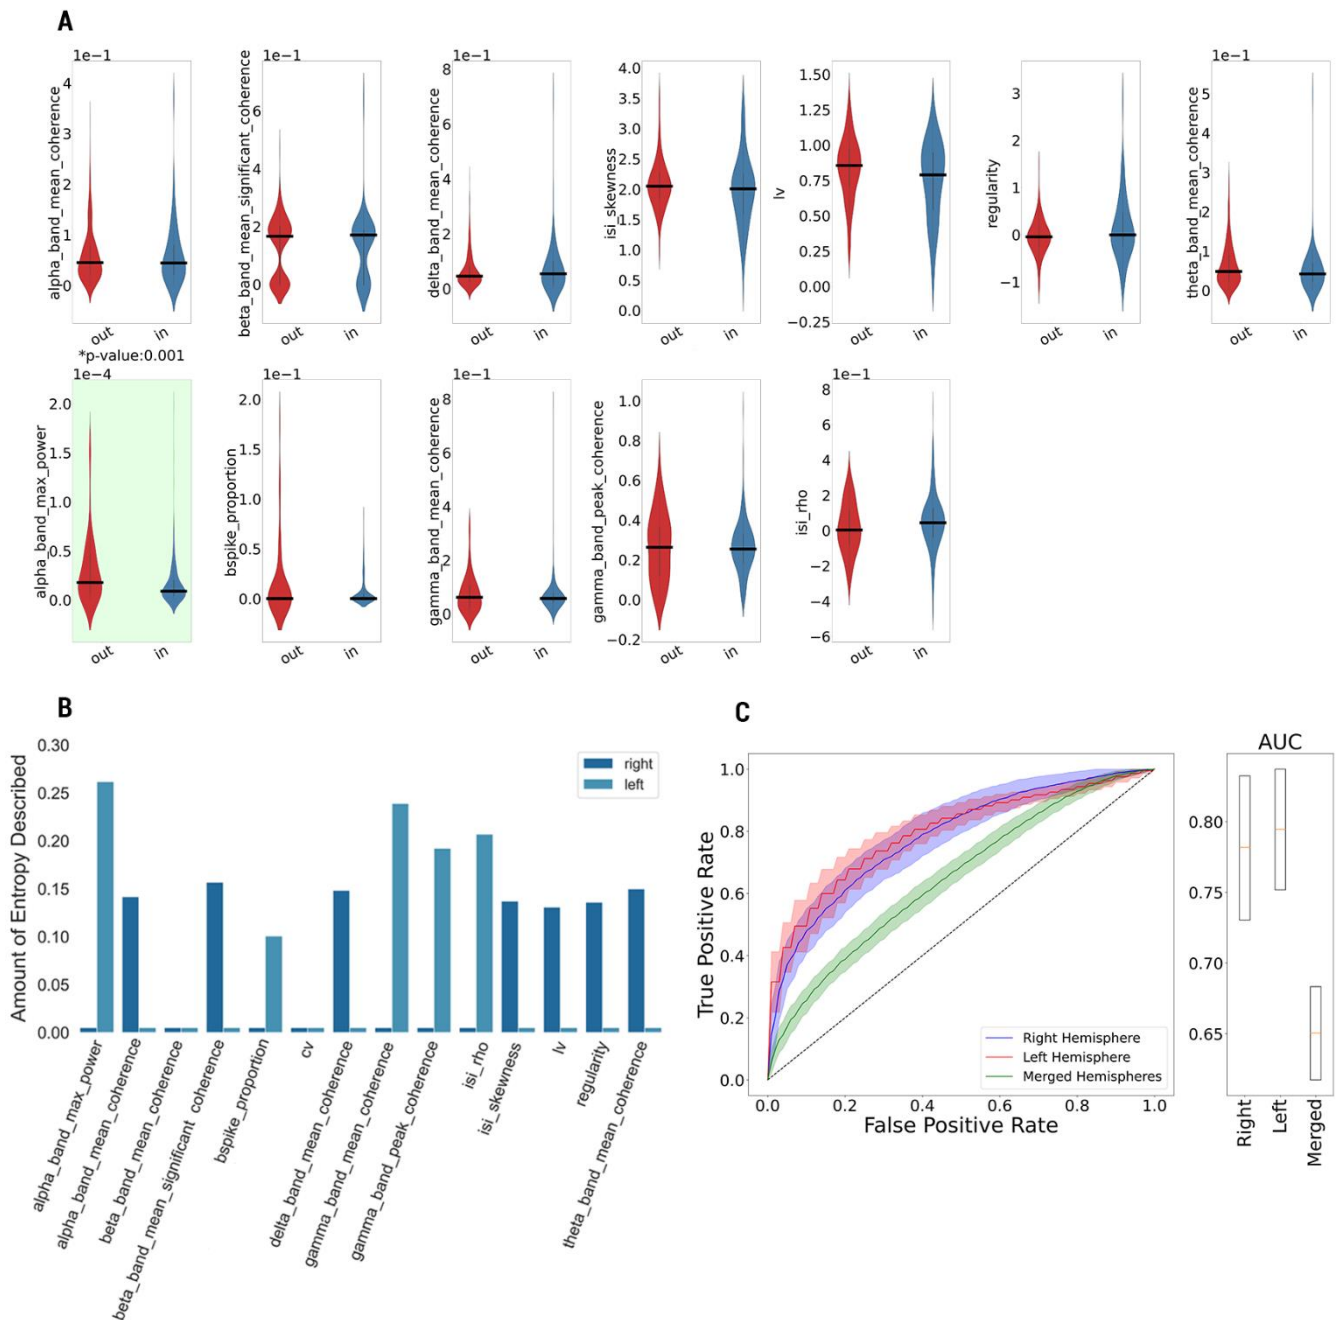 A
1e−1
alpha_band_mean_coherence
4
3
2
1
0
out
in
1e−1
beta_band_mean_significant_coherence
6
4
2
0
out
in
1e−1
delta_band_mean_coherence
8
6
4
2
0
out
in
isi_skewness
4.0
3.5
3.0
2.5
2.0
1.5
1.0
0.5
0.0
out
in
lv
1.50
1.25
1.00
0.75
0.50
0.25
0.00
−0.25
out
in
regularity
3
2
1
0
−1
out
in
1e−1
theta_band_mean_coherence
5
4
3
2
1
0
out
in
*p-value:0.001
1e−4
alpha_band_max_power
2.0
1.5
1.0
0.5
0.0
out
in
1e−1
bspike_proportion
2.0
1.5
1.0
0.5
0.0
out
in
1e−1
gamma_band_mean_coherence
8
6
4
2
0
out
in
gamma_band_peak_coherence
1.0
0.8
0.6
0.4
0.2
0.0
−0.2
out
in
1e−1
isi_rho
8
6
4
2
0
−2
−4
−6
out
in
B
Amount of Entropy Described
0.30
0.25
0.20
0.15
0.10
0.05
0.00
right
left
alpha_band_max_power
alpha_band_mean_coherence
beta_band_mean_coherence
beta_band_mean_significant coherence
bspike_proportion
cv
delta_band_mean_coherence
gamma_band_mean_coherence
gamma_band_peak_coherence
isi_rho
isi_skewness
lv
regularity
theta_band_mean_coherence
C
True Positive Rate
1.0
0.8
0.6
0.4
0.2
0.0
Right Hemisphere
Left Hemisphere
Merged Hemispheres
0.0
0.2
0.4
0.6
0.8
1.0
False Positive Rate
AUC
0.80
0.75
0.70
0.65
Right
Left
Merged